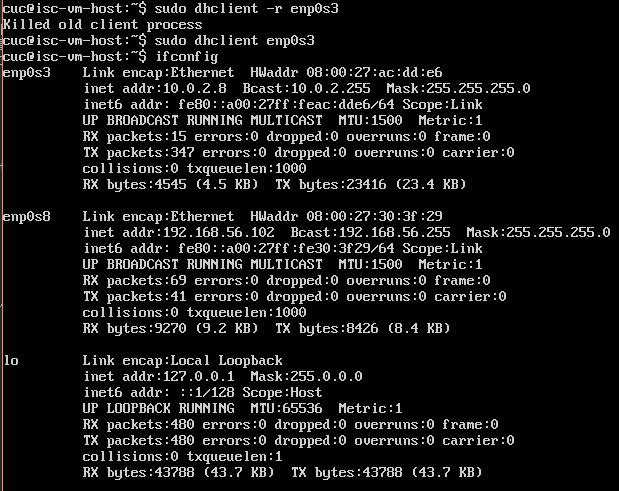 cuc@isc-vm-host:~$ sudo dhclient -r enp0s3
Killed old client process
cuc@isc-vm-host:~$ sudo dhclient enp0s3
cuc@isc-vm-host:~$ ifconfig
enp0s3    Link encap:Ethernet  HWaddr 08:00:27:ac:dd:e6
          inet addr:10.0.2.8  Bcast:10.0.2.255  Mask:255.255.255.0
          inet6 addr: fe80::a00:27ff:feac:dde6/64 Scope:Link
          UP BROADCAST RUNNING MULTICAST  MTU:1500  Metric:1
          RX packets:15 errors:0 dropped:0 overruns:0 frame:0
          TX packets:347 errors:0 dropped:0 overruns:0 carrier:0
          collisions:0 txqueuelen:1000
          RX bytes:4545 (4.5 KB)  TX bytes:23416 (23.4 KB)
enp0s8    Link encap:Ethernet  HWaddr 08:00:27:30:3f:29
          inet addr:192.168.56.102  Bcast:192.168.56.255  Mask:255.255.255.0
          inet6 addr: fe80::a00:27ff:fe30:3f29/64 Scope:Link
          UP BROADCAST RUNNING MULTICAST  MTU:1500  Metric:1
          RX packets:69 errors:0 dropped:0 overruns:0 frame:0
          TX packets:41 errors:0 dropped:0 overruns:0 carrier:0
          collisions:0 txqueuelen:1000
          RX bytes:9270 (9.2 KB)  TX bytes:8426 (8.4 KB)
lo        Link encap:Local Loopback
          inet addr:127.0.0.1  Mask:255.0.0.0
          inet6 addr: ::1/128 Scope:Host
          UP LOOPBACK RUNNING  MTU:65536  Metric:1
          RX packets:480 errors:0 dropped:0 overruns:0 frame:0
          TX packets:480 errors:0 dropped:0 overruns:0 carrier:0
          collisions:0 txqueuelen:1
          RX bytes:43788 (43.7 KB)  TX bytes:43788 (43.7 KB)